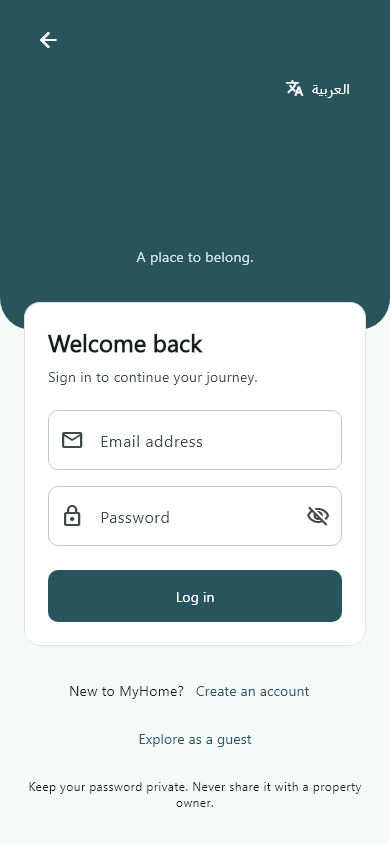 العربية
A place to belong.
Welcome back
Sign in to continue your journey.
Email address
Password
Log in
New to MyHome? Create an account
Explore as a guest
Keep your password private. Never share it with a property
owner.